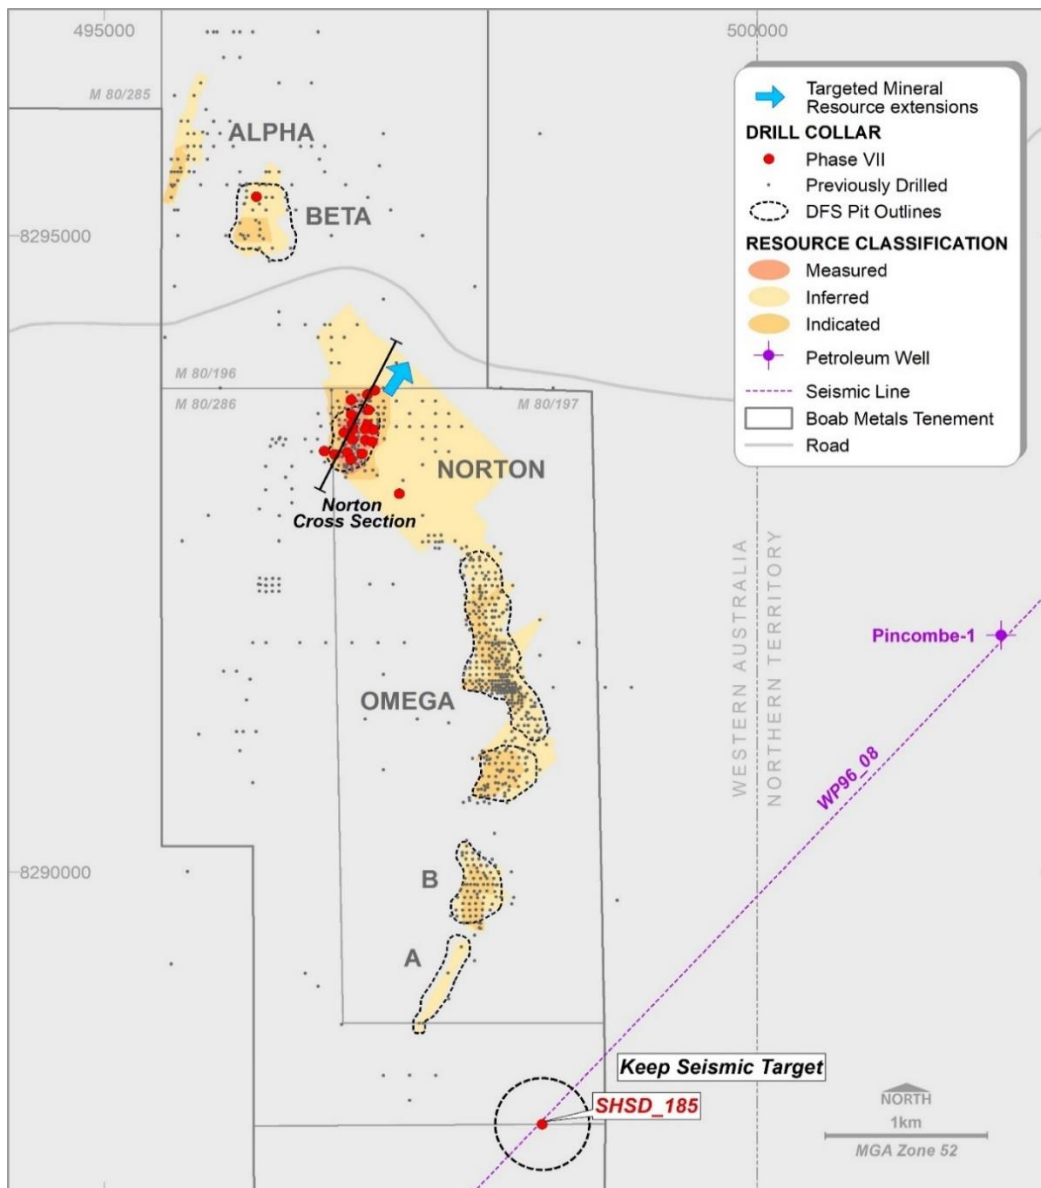 495000
500000
M 80/285
ALPHA
BETA
8295000
Targeted Mineral
Resource extensions
DRILL COLLAR
Phase VII
Previously Drilled
DFS Pit Outlines
RESOURCE CLASSIFICATION
Measured
Inferred
Indicated
Petroleum Well
Seismic Line
Boab Metals Tenement
Road
M 80/196
M 80/286
M 80/197
NORTON
Norton
Cross Section
WESTERN AUSTRALIA
NORTHERN TERRITORY
Pincombe-1
OMEGA
WP96_08
8290000
B
A
Keep Seismic Target
SHSD_185
NORTH
1km
MGA Zone 52